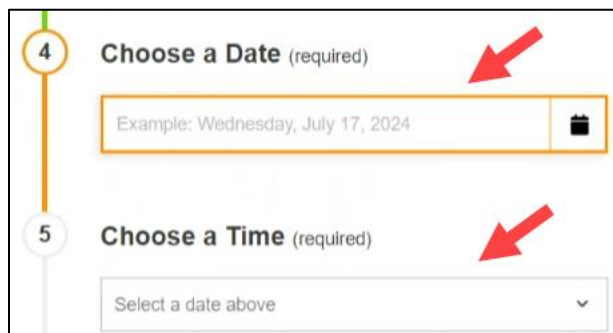 4
Choose a Date (required)
Example: Wednesday, July 17, 2024
5
Choose a Time (required)
Select a date above